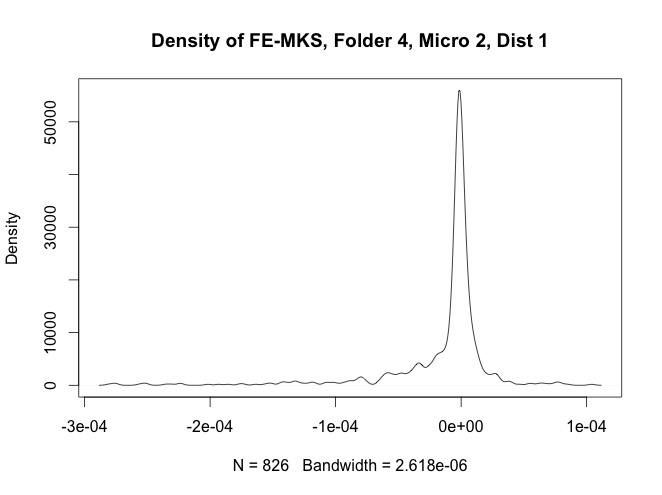 Density of FE-MKS, Folder 4, Micro 2, Dist 1
Density
50000
30000
10000
0
-3e-04 -2e-04 -1e-04 0e+00 1e-04
N = 826 Bandwidth = 2.618e-06